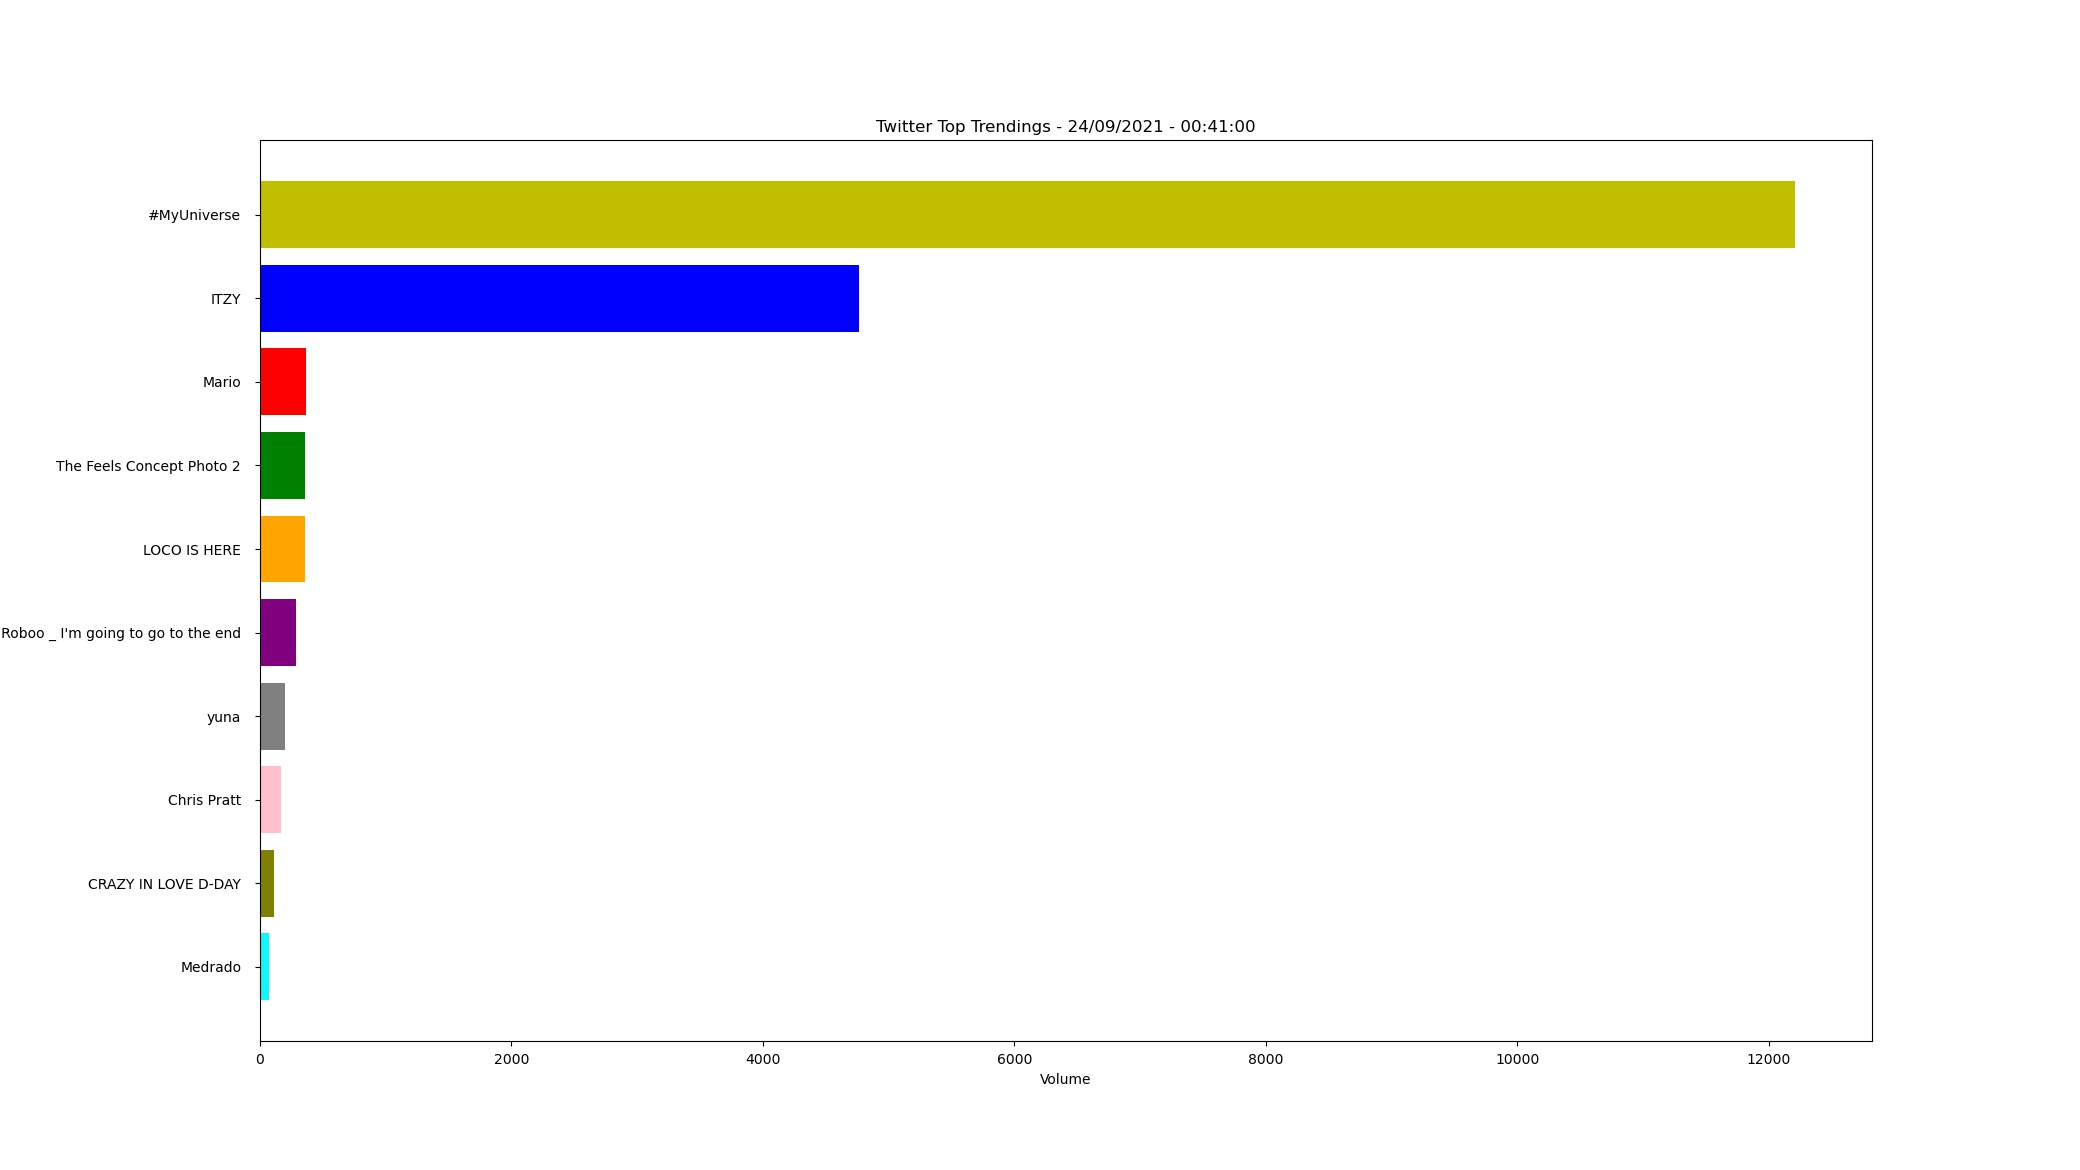 Twitter Top Trendings - 24/09/2021 - 00:41:00
#MyUniverse
ITZY
Mario
The Feels Concept Photo 2
LOCO IS HERE
Roboo _ I'm going to go to the end
yuna
Chris Pratt
CRAZY IN LOVE D-DAY
Medrado
0 2000 4000 6000 8000 10000 12000
Volume